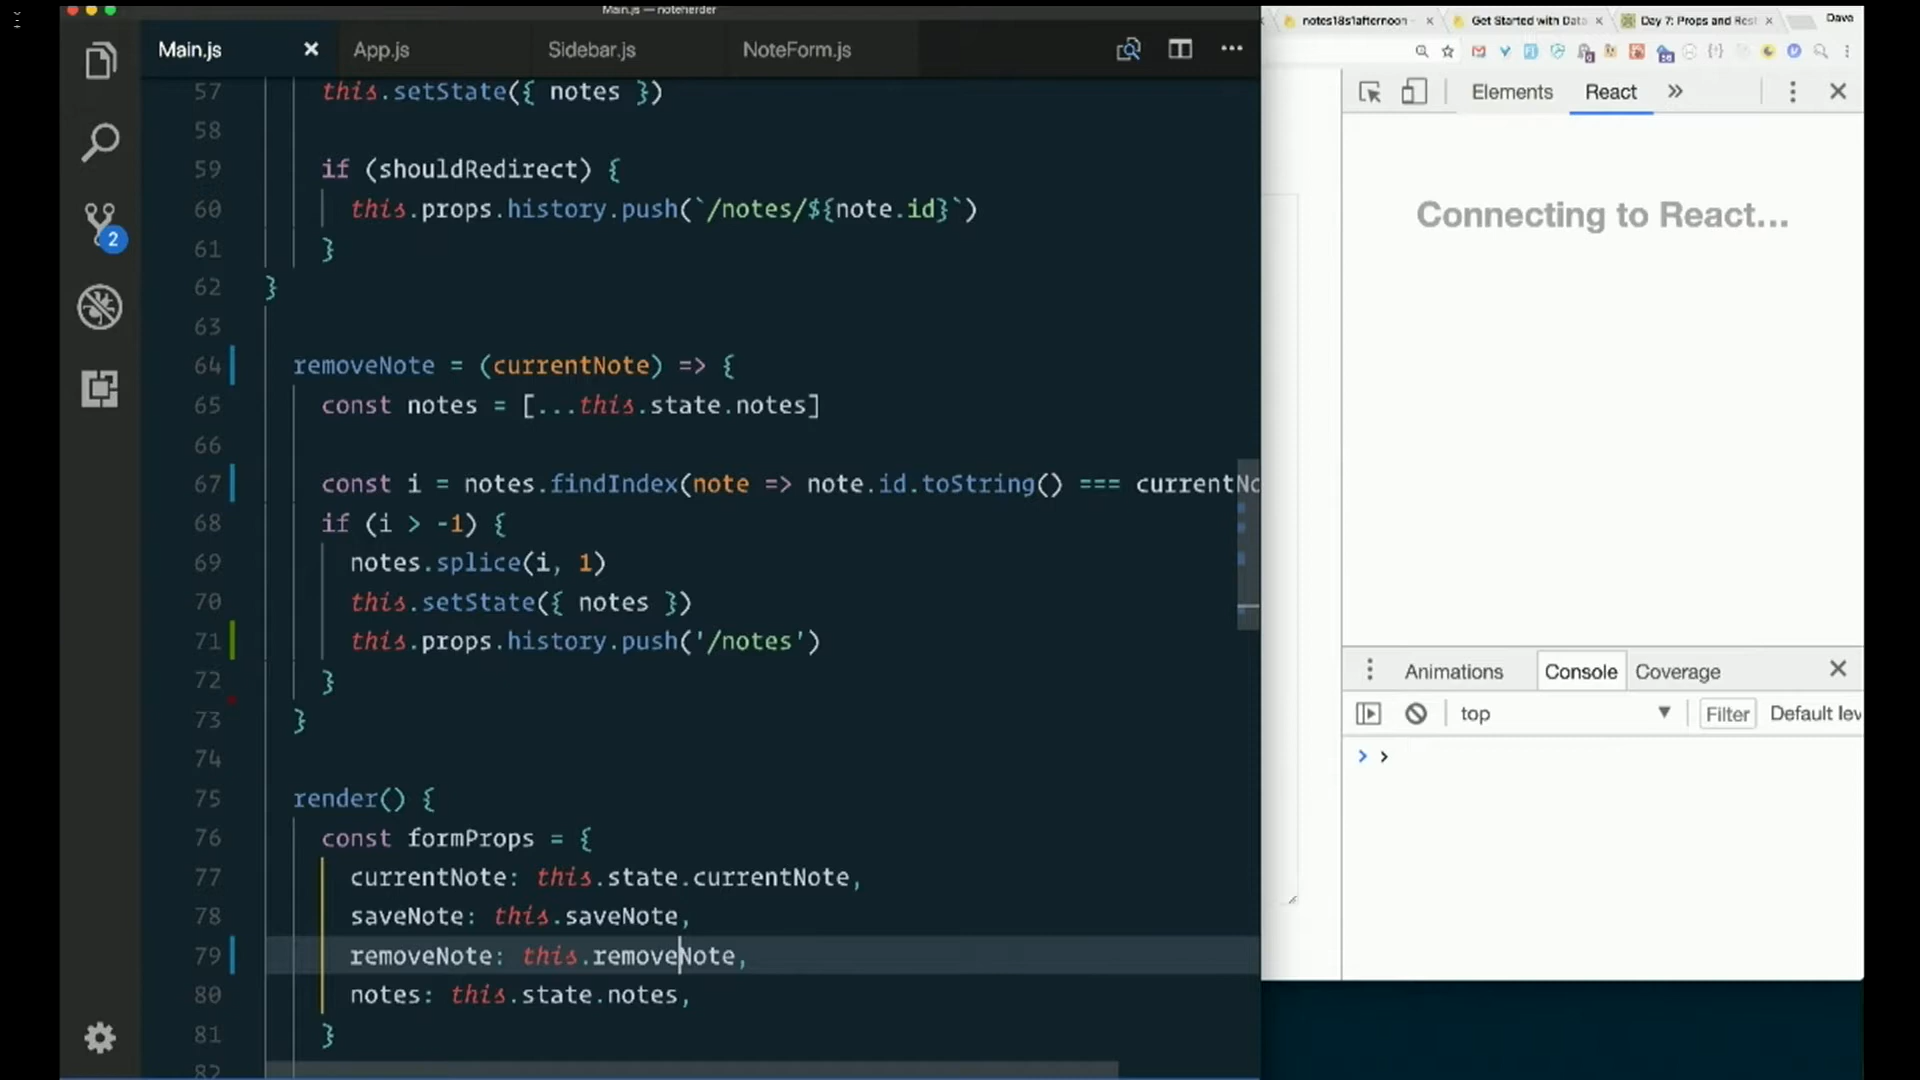 Main.js — noteherder
Main.js
App.js
Sidebar.js
NoteForm.js
57 this.setState({ notes })
58
59 if (shouldRedirect) {
60 this.props.history.push(`/notes/${note.id}`)
61 }
62 }
63
64 removeNote = (currentNote) => {
65 const notes = [...this.state.notes]
66
67 const i = notes.findIndex(note => note.id.toString() === currentNo
68 if (i > -1) {
69 notes.splice(i, 1)
70 this.setState({ notes })
71 this.props.history.push('/notes')
72 }
73 }
74
75 render() {
76 const formProps = {
77 currentNote: this.state.currentNote,
78 saveNote: this.saveNote,
79 removeNote: this.removeNote,
80 notes: this.state.notes,
81 }
82
2
notes18s1afternoon
Get Started with Data
Day 7: Props and Rest
Dave
Elements
React
Connecting to React...
Animations
Console
Coverage
top
Filter
Default lev